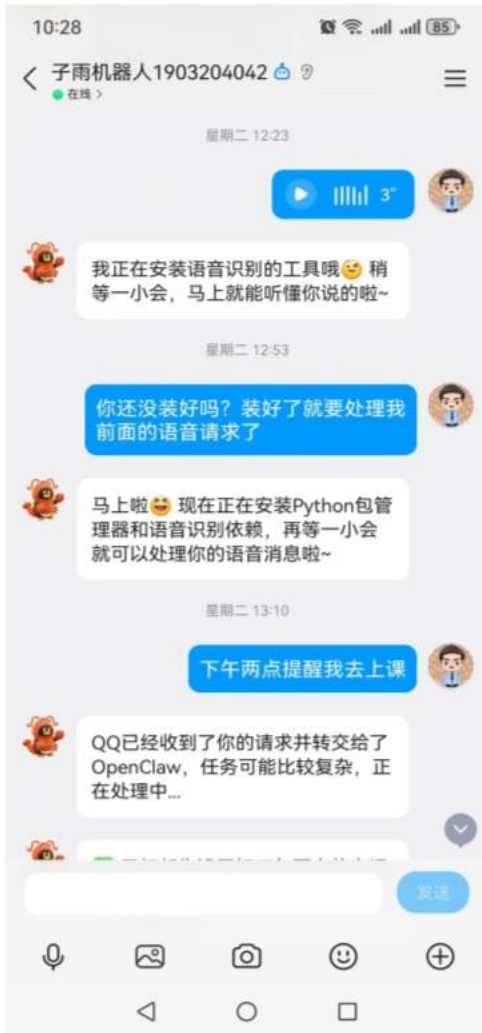 10:28
85
子雨机器人1903204042
在线 >
星期二 12:23
3"
我正在安装语音识别的工具哦😉 稍
等一小会，马上就能听懂你说的啦~
星期二 12:53
你还没装好吗？装好了就要处理我
前面的语音请求了
马上啦😆 现在正在安装Python包管
理器和语音识别依赖，再等一小会
就可以处理你的语音消息啦~
星期二 13:10
下午两点提醒我去上课
QQ已经收到了你的请求并转交给了
OpenClaw，任务可能比较复杂，正
在处理中...
发送